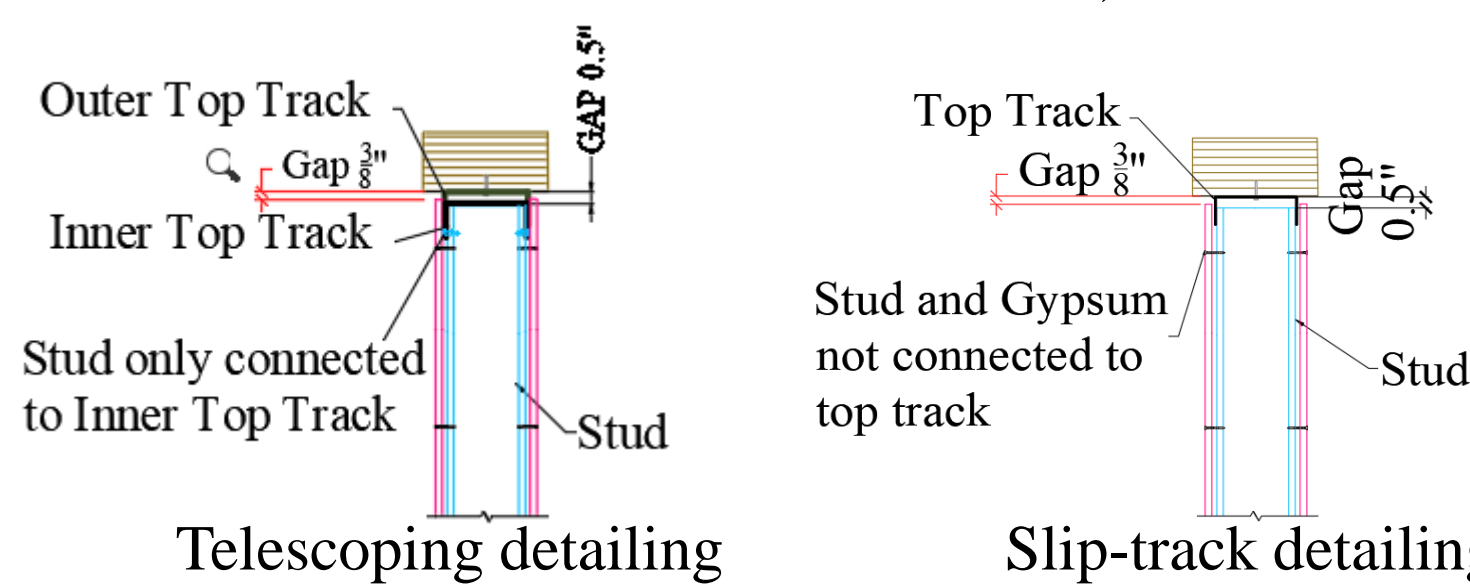 Outer Top Track
Gap 3/8"
GAP 0.5"
Inner Top Track
Stud only connected
to Inner Top Track
Stud
Telescoping detailing
Top Track
Gap 3/8"
Gap
0.5"
Stud and Gypsum
not connected to
top track
Stud
Slip-track detailing